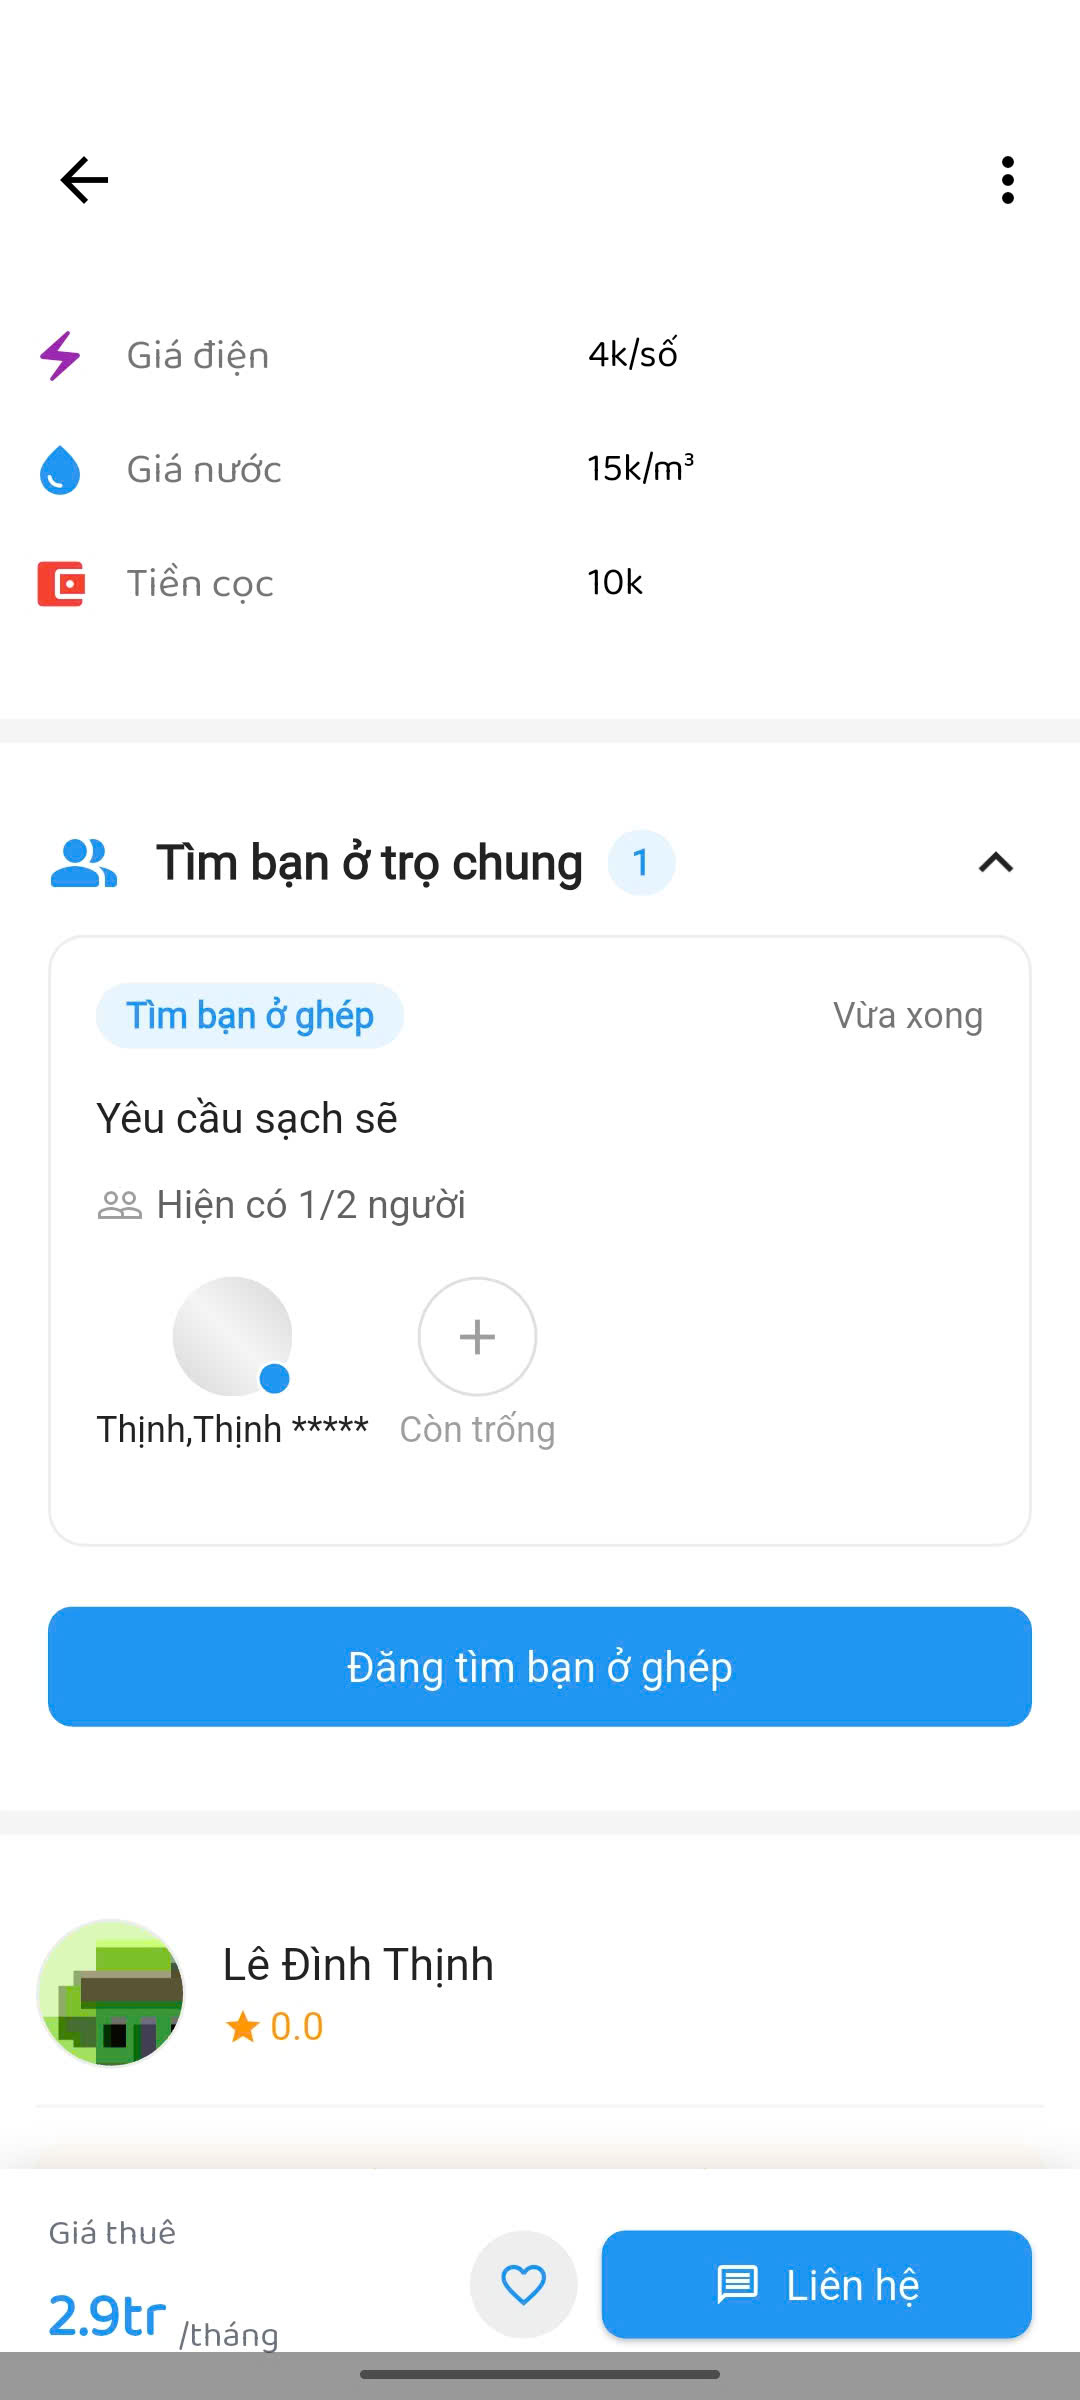 Giá điện 4k/số
Giá nước 15k/m³
Tiền cọc 10k
Tìm bạn ở trọ chung 1
Tìm bạn ở ghép Vừa xong
Yêu cầu sạch sẽ
Hiện có 1/2 người
Thịnh,Thịnh ***** Còn trống
Đăng tìm bạn ở ghép
Lê Đình Thịnh
0.0
Giá thuê
2.9tr /tháng
Liên hệ